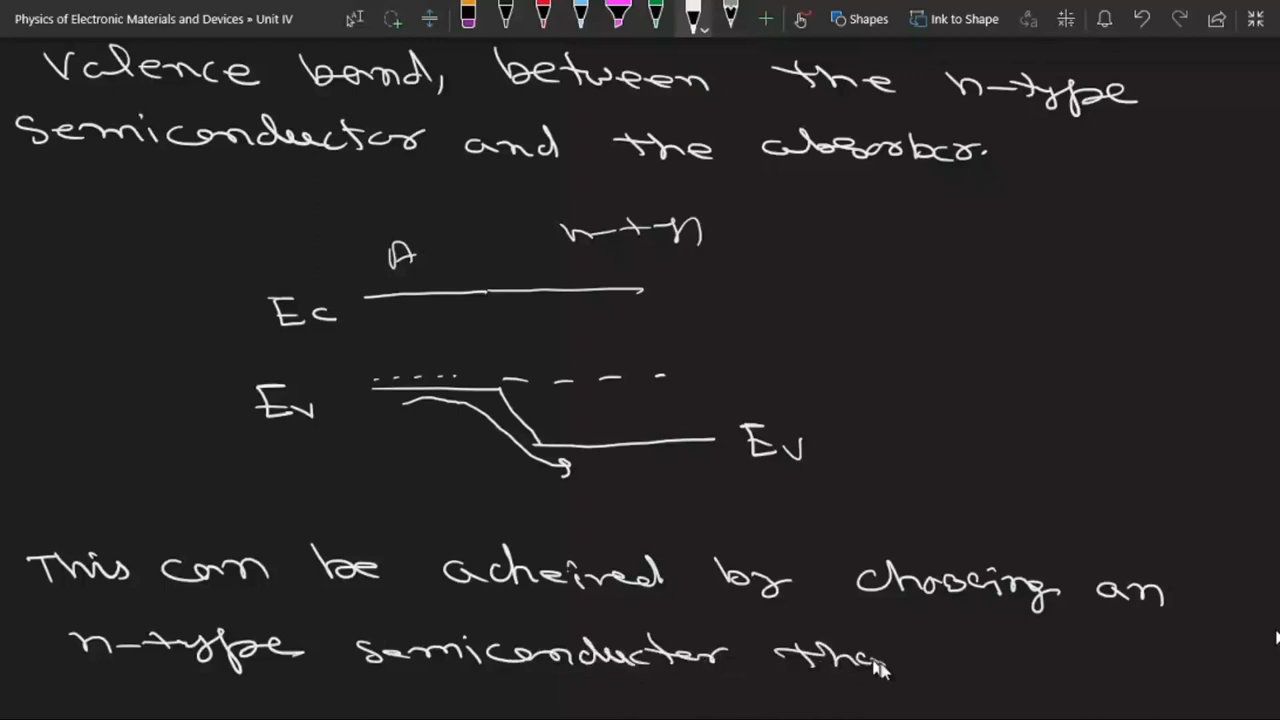 Physics of Electronic Materials and Devices » Unit IV
Shapes
Ink to Shape
Valence band, between the n-type
semiconductor and the absorber.
A
Ec
Ev
Ev
This can be acheived by choosing an
n-type semiconductor tha